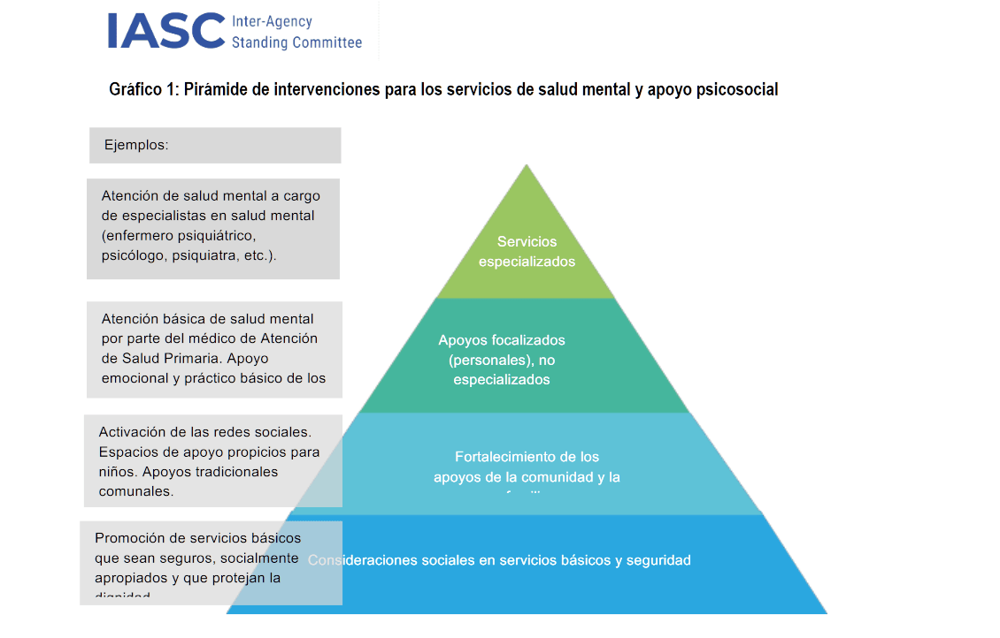 IASC Inter-Agency
Standing Committee
Gráfico 1: Pirámide de intervenciones para los servicios de salud mental y apoyo psicosocial
Ejemplos:
Atención de salud mental a cargo
de especialistas en salud mental
(enfermero psiquiátrico,
psicólogo, psiquiatra, etc.).
Servicios
especializados
Atención básica de salud mental
por parte del médico de Atención
de Salud Primaria. Apoyo
emocional y práctico básico de los
Apoyos focalizados
(personales), no
especializados
Activación de las redes sociales.
Espacios de apoyo propicios para
niños. Apoyos tradicionales
comunales.
Fortalecimiento de los
apoyos de la comunidad y la
Promoción de servicios básicos
que sean seguros, socialmente
apropiados y que protejan la
Consideraciones sociales en servicios básicos y seguridad